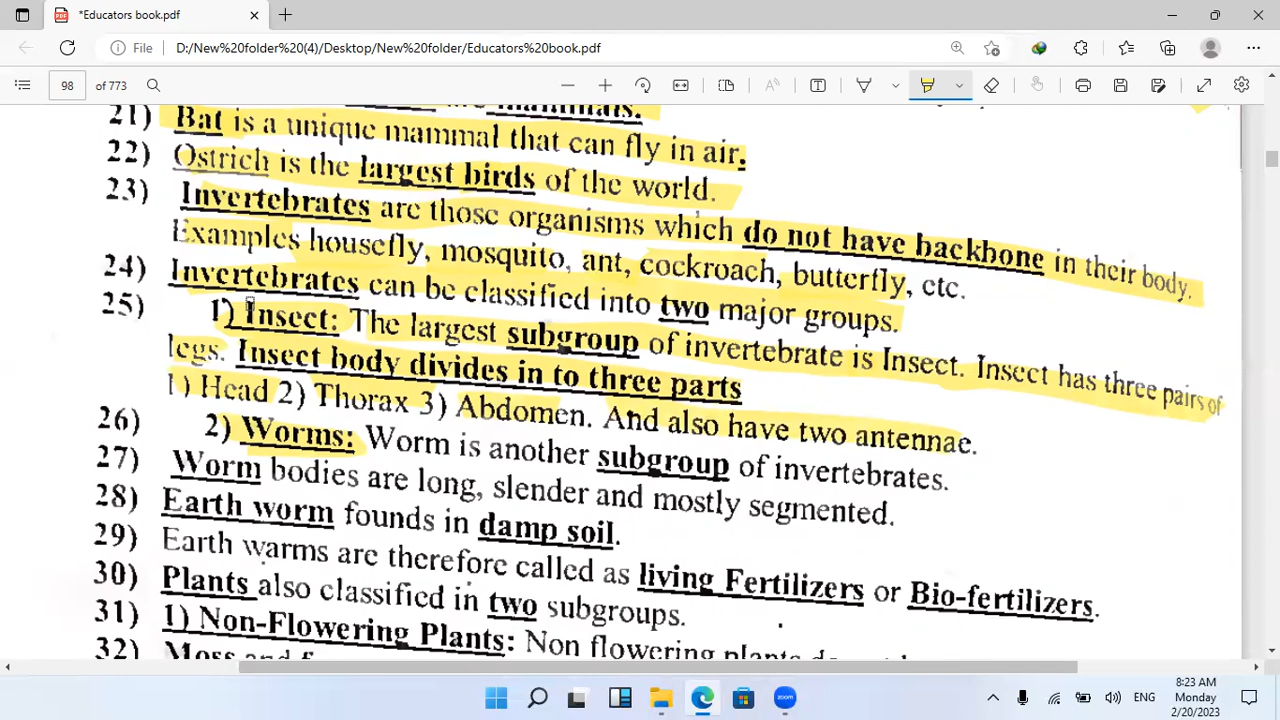 *Educators book.pdf
File
D:/New%20folder%20(4)/Desktop/New%20folder/Educators%20book.pdf
98 of 773
mammals.
21) Bat is a unique mammal that can fly in air.
22) Ostrich is the largest birds of the world.
23) Invertebrates are those organisms which do not have backbone in their body.
Examples housefly, mosquito, ant, cockroach, butterfly, etc.
24) Invertebrates can be classified into two major groups.
25) 1) Insect: The largest subgroup of invertebrate is Insect. Insect has three pairs of
legs. Insect body divides in to three parts
1) Head 2) Thorax 3) Abdomen. And also have two antennae.
26) 2) Worms: Worm is another subgroup of invertebrates.
27) Worm bodies are long, slender and mostly segmented.
28) Earth worm founds in damp soil.
29) Earth warms are therefore called as living Fertilizers or Bio-fertilizers.
30) Plants also classified in two subgroups.
31) 1) Non-Flowering Plants: Non flowering plants
32) Moss and
ENG
8:23 AM
Monday
2/20/2023
zoom